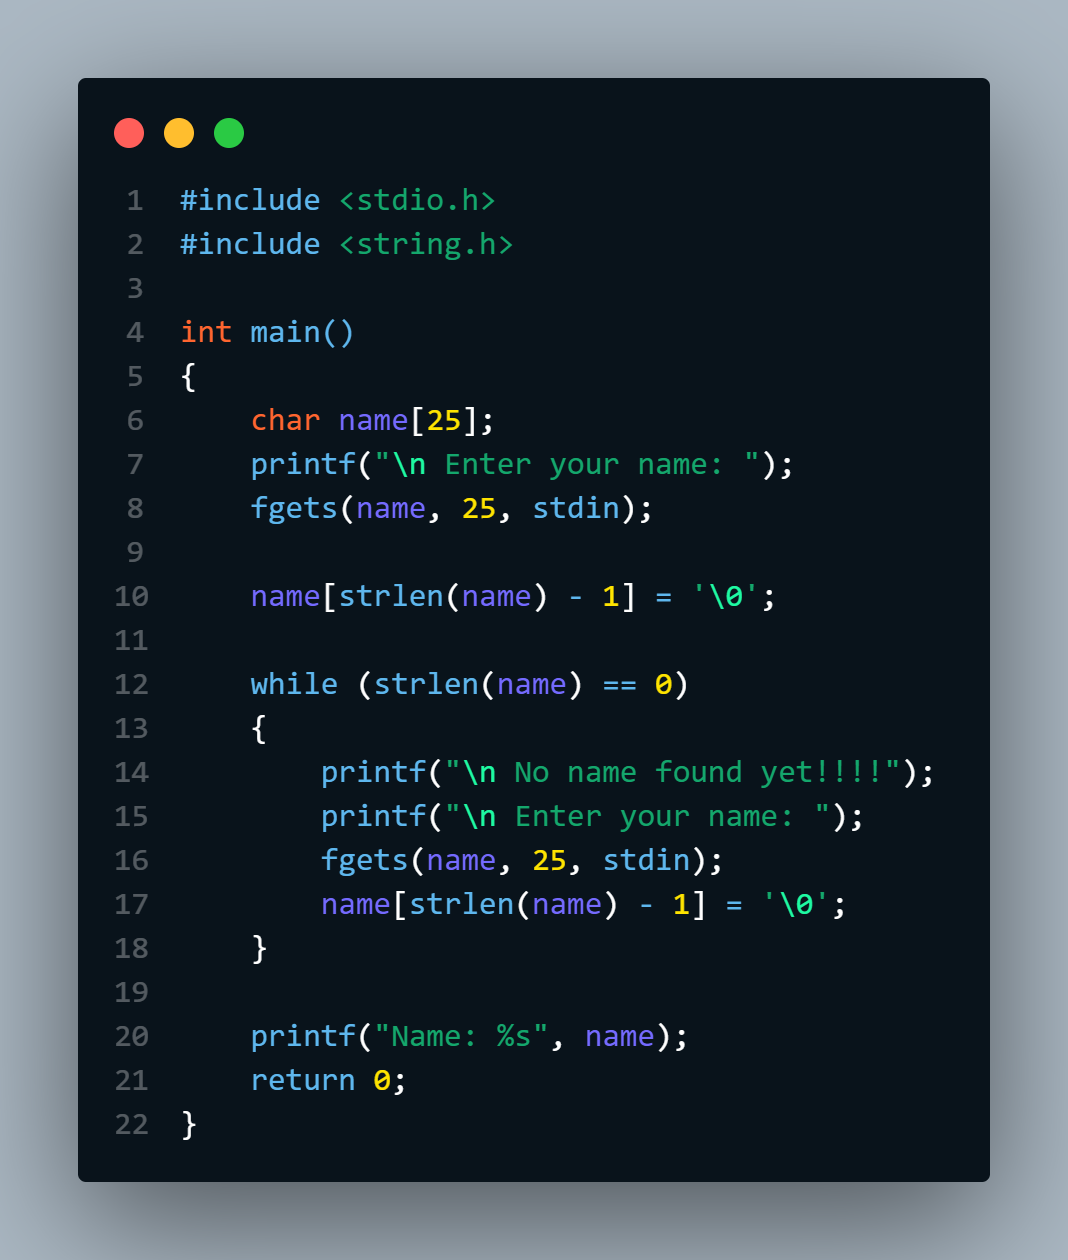 1 #include <stdio.h>
2 #include <string.h>
3
4 int main()
5 {
6     char name[25];
7     printf("\n Enter your name: ");
8     fgets(name, 25, stdin);
9
10     name[strlen(name) - 1] = '\0';
11
12     while (strlen(name) == 0)
13     {
14         printf("\n No name found yet!!!!");
15         printf("\n Enter your name: ");
16         fgets(name, 25, stdin);
17         name[strlen(name) - 1] = '\0';
18     }
19
20     printf("Name: %s", name);
21     return 0;
22 }